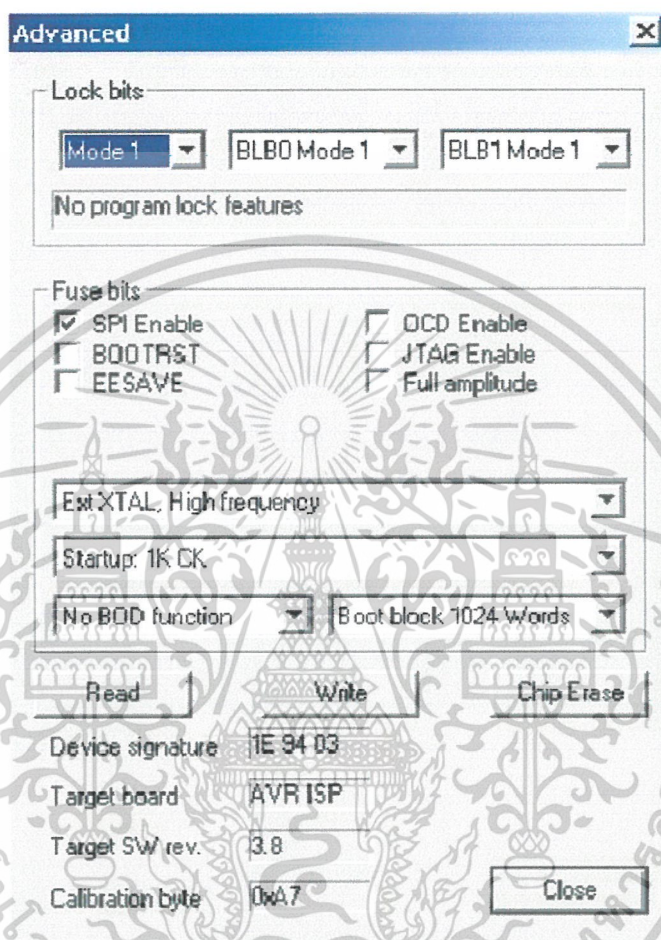 Advanced
Lock bits
Mode 1 BLB0 Mode 1 BLB1 Mode 1
No program lock features
Fuse bits
SPI Enable OCD Enable
BOOTRST JTAG Enable
EESAVE Full amplitude
Ext XTAL, High frequency
Startup: 1K CK
No BOD function Boot block 1024 Words
Read Write Chip Erase
Device signature 1E 94 03
Target board AVR ISP
Target SW rev. 3.8
Calibration byte 0xA7
Close